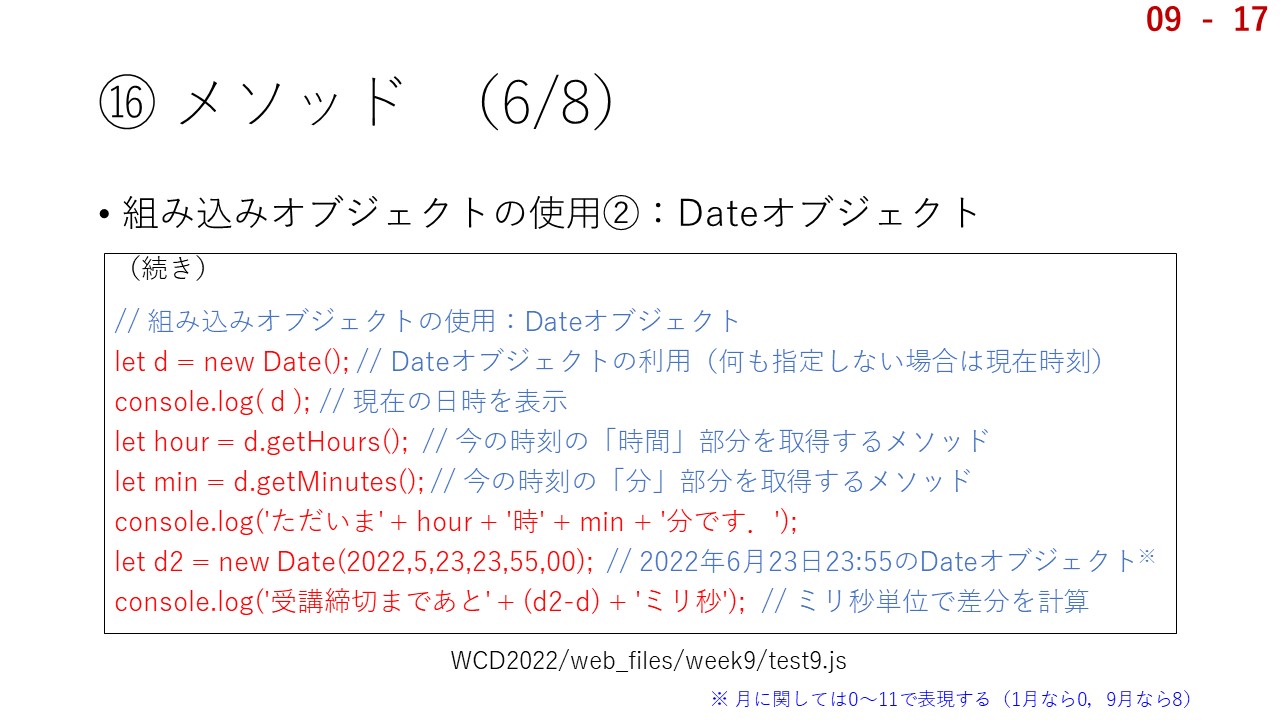 09 - 17
⑯ メソッド （6/8）
• 組み込みオブジェクトの使用②：Dateオブジェクト
（続き）
// 組み込みオブジェクトの使用：Dateオブジェクト
let d = new Date(); // Dateオブジェクトの利用（何も指定しない場合は現在時刻）
console.log( d ); // 現在の日時を表示
let hour = d.getHours(); // 今の時刻の「時間」部分を取得するメソッド
let min = d.getMinutes(); // 今の時刻の「分」部分を取得するメソッド
console.log('ただいま' + hour + '時' + min + '分です．');
let d2 = new Date(2022,5,23,23,55,00); // 2022年6月23日23:55のDateオブジェクト※
console.log('受講締切まであと' + (d2-d) + 'ミリ秒'); // ミリ秒単位で差分を計算
WCD2022/web_files/week9/test9.js
※ 月に関しては0～11で表現する（1月なら0，9月なら8）